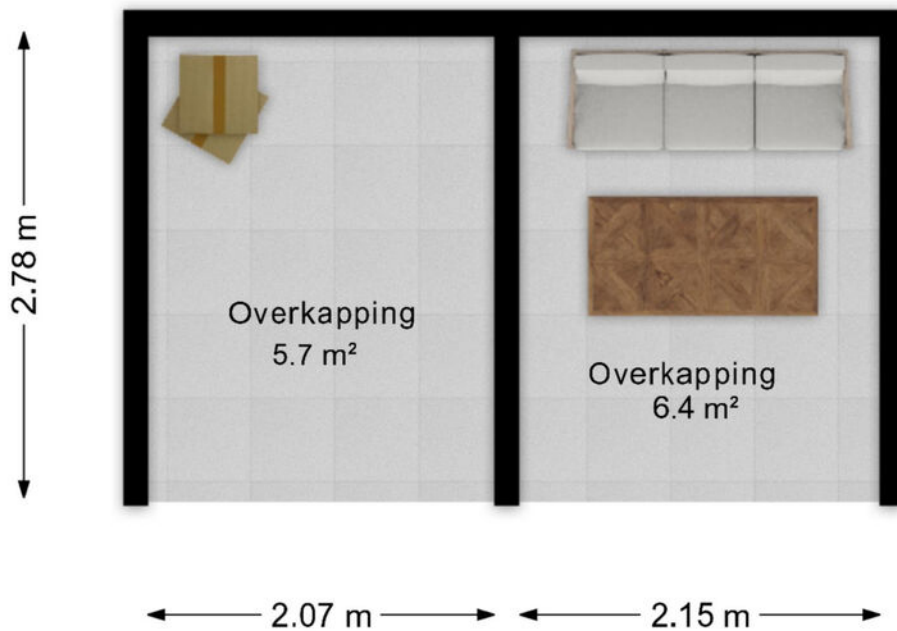 2.78 m
Overkapping
5.7 m²
Overkapping
6.4 m²
2.07 m
2.15 m